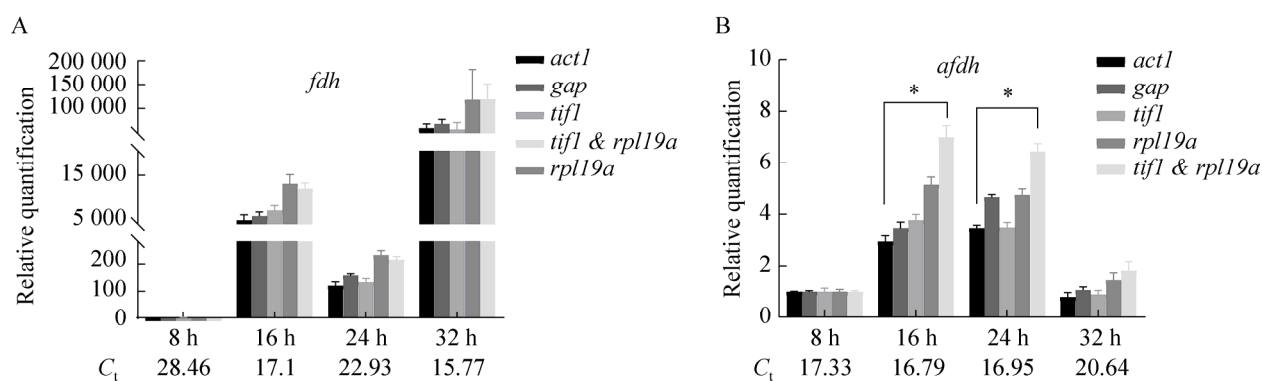 A
Relative quantification
200 000
150 000
100 000
15 000
5 000
200
100
0
fdh
act1
gap
tif1
tif1 & rpl19a
rpl19a
8 h 16 h 24 h 32 h
Ct 28.46 17.1 22.93 15.77
B
Relative quantification
10
8
6
4
2
0
afdh
* *
act1
gap
tif1
rpl19a
tif1 & rpl19a
8 h 16 h 24 h 32 h
Ct 17.33 16.79 16.95 20.64